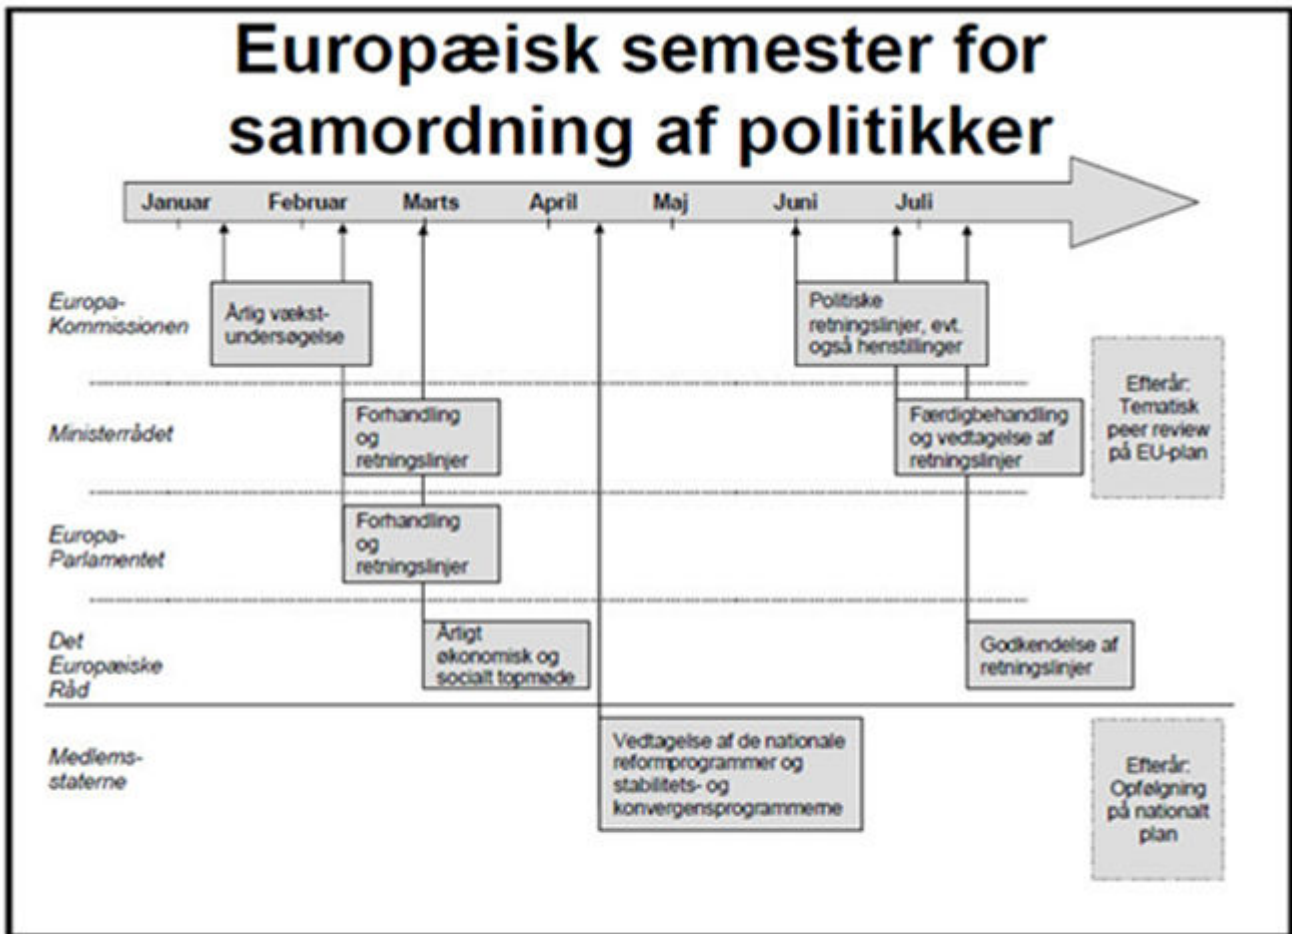 Europæisk semester for
samordning af politikker
Januar Februar Marts April Maj Juni Juli
Europa-
Kommissionen
Årlig vækst-
undersøgelse
Politiske
retningslinjer, evt.
også henstillinger
Ministerrådet
Forhandling
og
retningslinjer
Færdigbehandling
og vedtagelse af
retningslinjer
Efterår:
Tematisk
peer review
på EU-plan
Europa-
Parlamentet
Forhandling
og
retningslinjer
Det
Europæiske
Råd
Årligt
økonomisk og
socialt topmøde
Godkendelse af
retningslinjer
Medlems-
staterne
Vedtagelse af de nationale
reformprogrammer og
stabilitets- og
konvergensprogrammerne
Efterår:
Opfølgning
på nationalt
plan